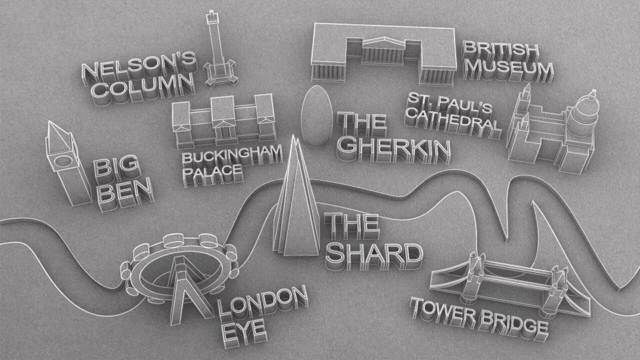 NELSON'S
COLUMN
BRITISH
MUSEUM
THE
GHERKIN
ST. PAUL'S
CATHEDRAL
BUCKINGHAM
PALACE
BIG
BEN
THE
SHARD
LONDON
EYE
TOWER BRIDGE